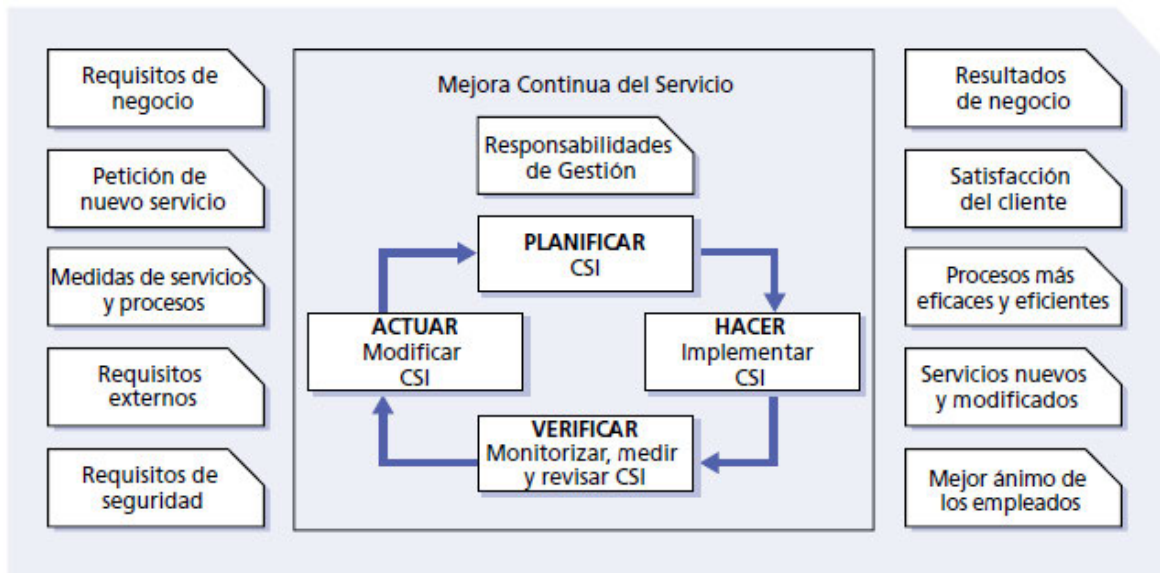 Requisitos de
negocio
Petición de
nuevo servicio
Medidas de servicios
y procesos
Requisitos
externos
Requisitos de
seguridad
Mejora Continua del Servicio
Responsabilidades
de Gestión
PLANIFICAR
CSI
ACTUAR
Modificar
CSI
HACER
Implementar
CSI
VERIFICAR
Monitorizar, medir
y revisar CSI
Resultados
de negocio
Satisfacción
del cliente
Procesos más
eficaces y eficientes
Servicios nuevos
y modificados
Mejor ánimo de
los empleados